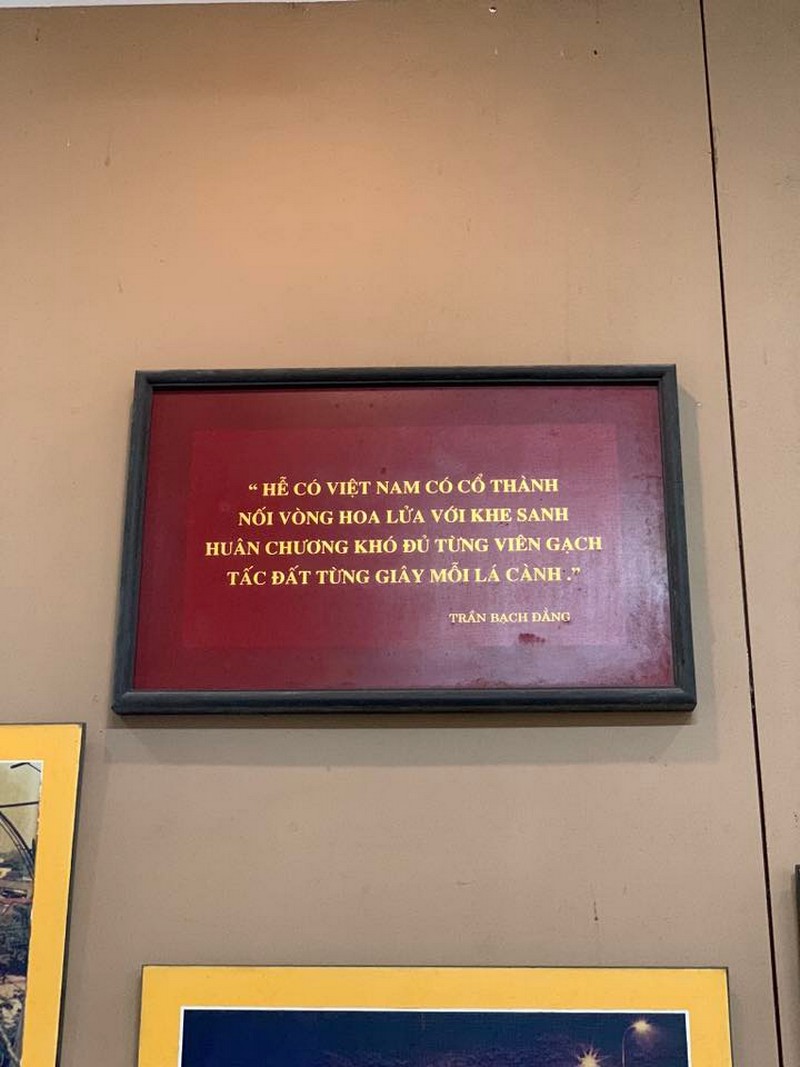 “ HỄ CÓ VIỆT NAM CÓ CỔ THÀNH
NỐI VÒNG HOA LỬA VỚI KHE SANH
HUÂN CHƯƠNG KHÓ ĐỦ TỪNG VIÊN GẠCH
TẤC ĐẤT TỪNG GIÂY MỖI LÁ CÀNH .”
TRẦN BẠCH ĐẰNG